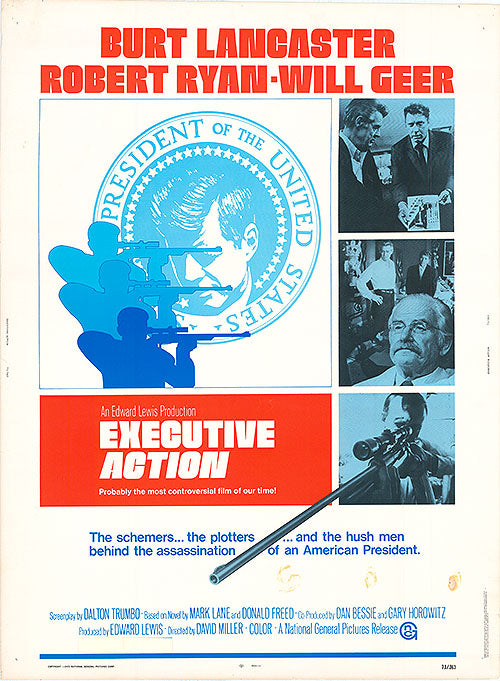 BURT LANCASTER
ROBERT RYAN·WILL GEER
PRESIDENT OF THE UNITED STATES
An Edward Lewis Production
EXECUTIVE
ACTION
Probably the most controversial film of our time!
The schemers... the plotters ...and the hush men
behind the assassination of an American President.
Screenplay by DALTON TRUMBO · Based on Novel by MARK LANE and DONALD FREED · Co-Produced by DAN BESSIE and GARY HOROWITZ
Produced by EDWARD LEWIS · Directed by DAVID MILLER · COLOR · A National General Pictures Release
73/363